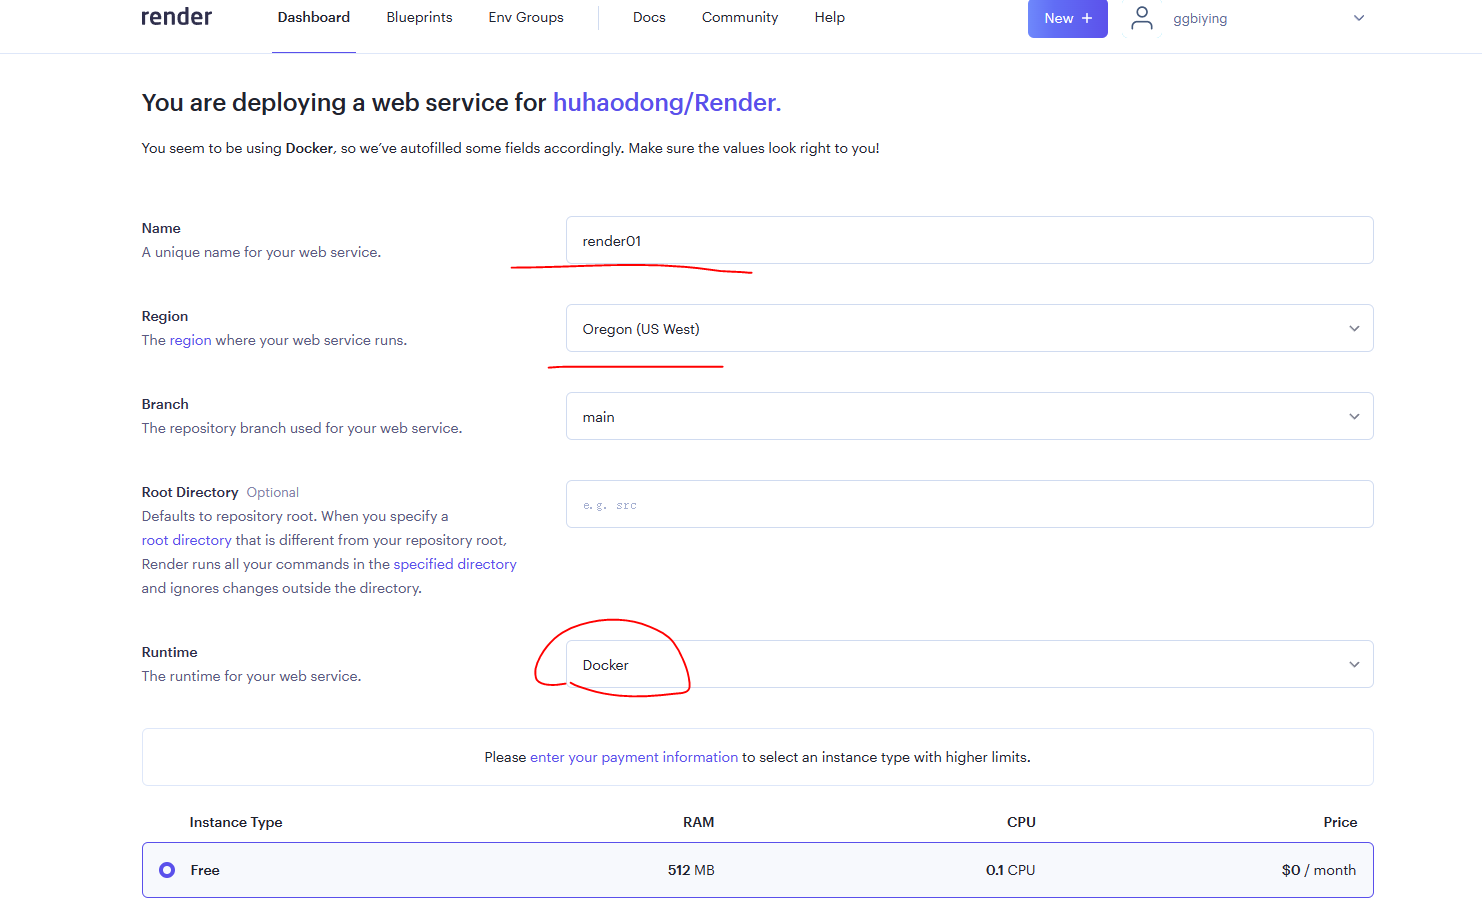 render Dashboard Blueprints Env Groups Docs Community Help New + ggbiying
You are deploying a web service for huhaodong/Render.
You seem to be using Docker, so we've autofilled some fields accordingly. Make sure the values look right to you!
Name
A unique name for your web service.
render01
Region
The region where your web service runs.
Oregon (US West)
Branch
The repository branch used for your web service.
main
Root Directory Optional
Defaults to repository root. When you specify a
root directory that is different from your repository root,
Render runs all your commands in the specified directory
and ignores changes outside the directory.
e.g. src
Runtime
The runtime for your web service.
Docker
Please enter your payment information to select an instance type with higher limits.
Instance Type RAM CPU Price
Free 512 MB 0.1 CPU $0 / month